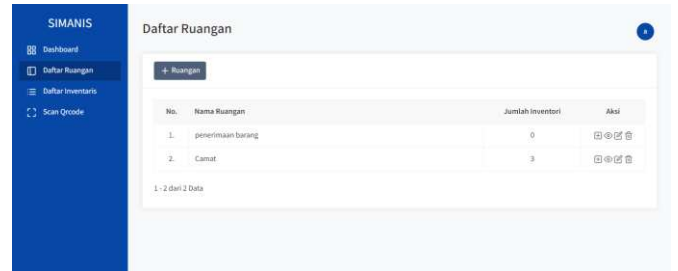 SIMANIS
Dashboard
Daftar Ruangan
Daftar Inventaris
Scan Qrcode
Daftar Ruangan
+ Ruangan
No. Nama Ruangan Jumlah Inventori Aksi
1. penerimaan barang 0
2. Camat 3
1 - 2 dari 2 Data